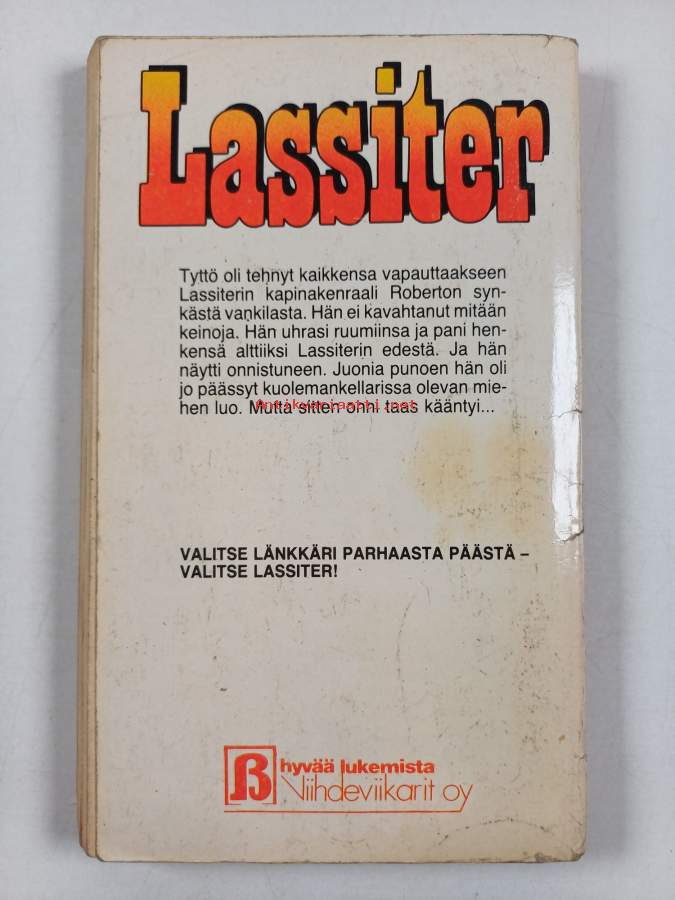 Lassiter
Tyttö oli tehnyt kaikkensa vapauttaakseen
Lassiterin kapinakenraali Roberton syn-
kästä vankilasta. Hän ei kavahtanut mitään
keinoja. Hän uhrasi ruumiinsa ja pani hen-
kensä alttiiksi Lassiterin edestä. Ja hän
näytti onnistuneen. Juonia punoen hän oli
jo päässyt kuolemankellarissa olevan mie-
hen luo. Mutta sitten onni taas kääntyi...
Antikvariaatti.net
VALITSE LÄNKKÄRI PARHAASTA PÄÄSTÄ –
VALITSE LASSITER!
hyvää lukemista
Viihdeviikarit oy